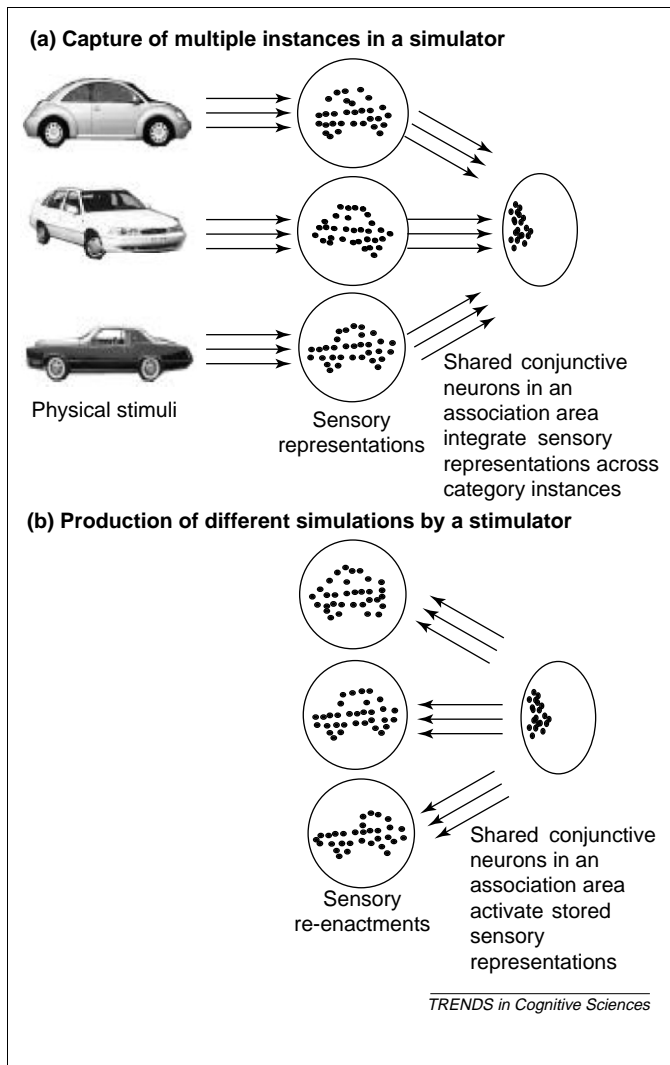 (a) Capture of multiple instances in a simulator
Physical stimuli
Sensory
representations
Shared conjunctive
neurons in an
association area
integrate sensory
representations across
category instances
(b) Production of different simulations by a stimulator
Sensory
re-enactments
Shared conjunctive
neurons in an
association area
activate stored
sensory
representations
TRENDS in Cognitive Sciences